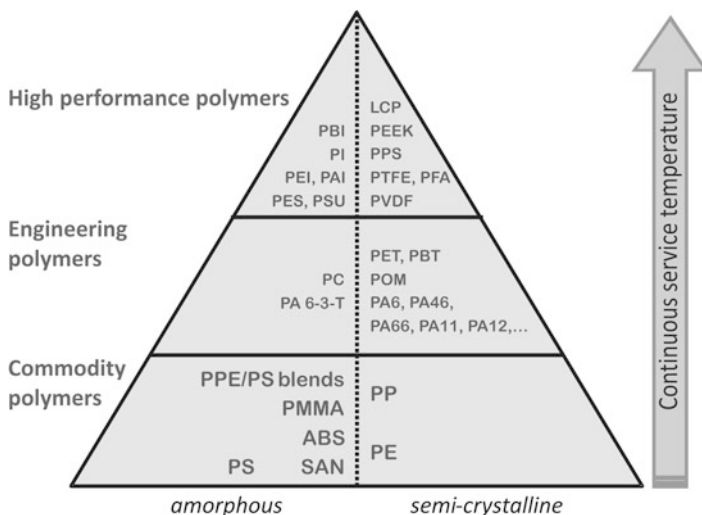 High performance polymers
PBI
PI
PEI, PAI
PES, PSU
LCP
PEEK
PPS
PTFE, PFA
PVDF
Engineering
polymers
PC
PA 6-3-T
PET, PBT
POM
PA6, PA46,
PA66, PA11, PA12,...
Commodity
polymers
PPE/PS blends
PMMA
ABS
PS SAN
PP
PE
amorphous
semi-crystalline
Continuous service temperature